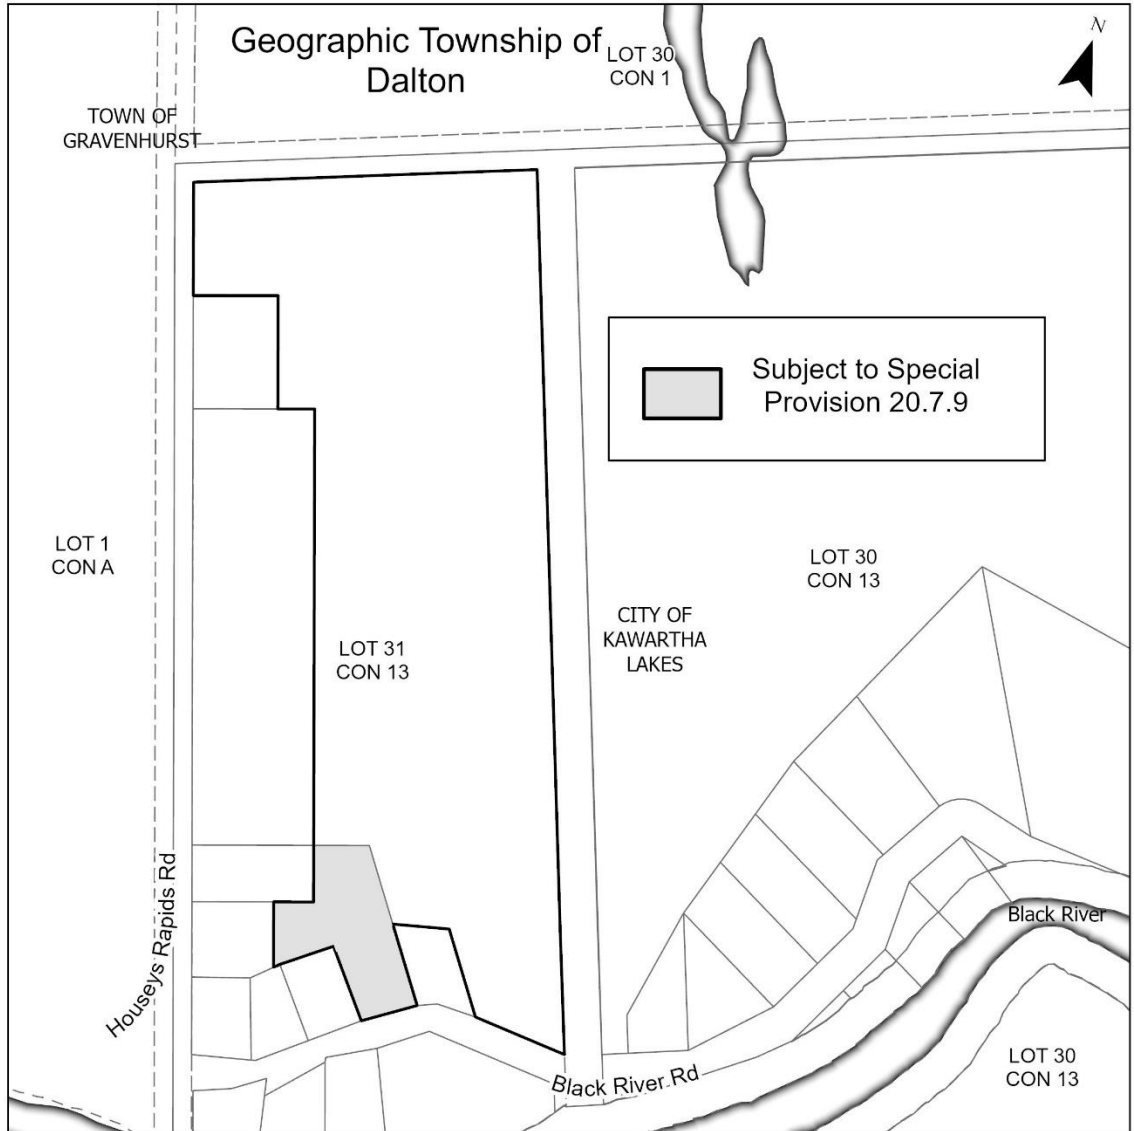 Geographic Township of
Dalton
LOT 30
CON 1
N
TOWN OF
GRAVENHURST
Subject to Special
Provision 20.7.9
LOT 1
CON A
LOT 30
CON 13
CITY OF
KAWARTHA
LAKES
LOT 31
CON 13
Houseys Rapids Rd
Black River
Black River Rd
LOT 30
CON 13